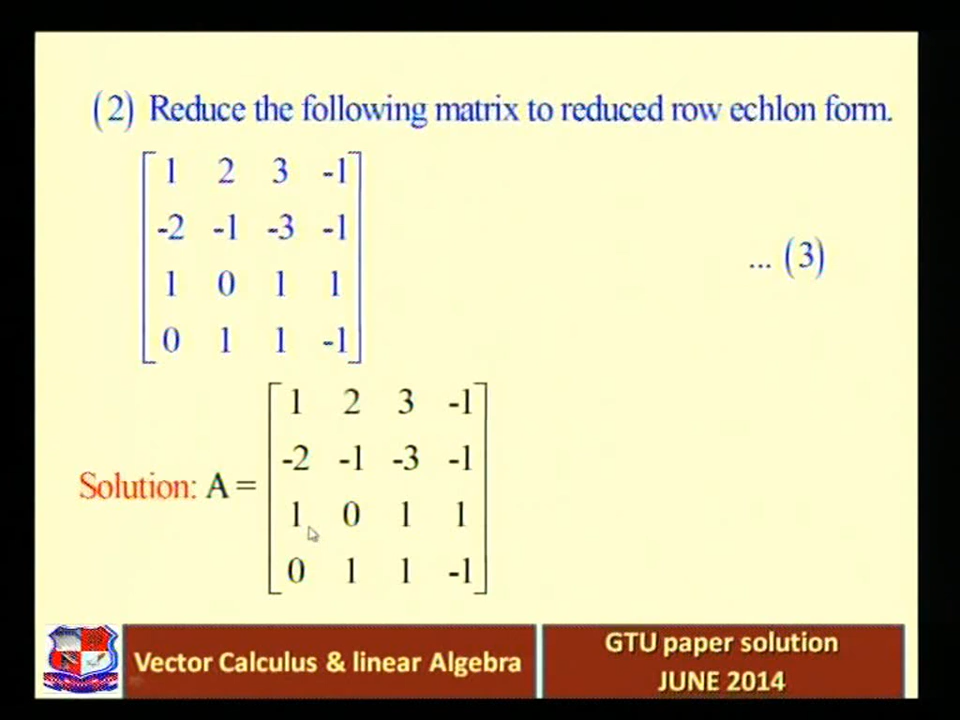 (2) Reduce the following matrix to reduced row echlon form.
1 2 3 -1
-2 -1 -3 -1
1 0 1 1
0 1 1 -1
... (3)
Solution: A =
1 2 3 -1
-2 -1 -3 -1
1 0 1 1
0 1 1 -1
Vector Calculus & linear Algebra
GTU paper solution
JUNE 2014